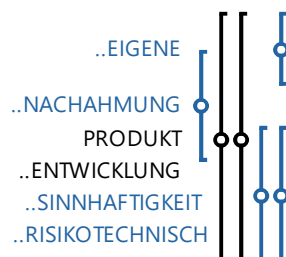 ..EIGENE
..NACHAHMUNG
PRODUKT
..ENTWICKLUNG
..SINNHAFTIGKEIT
..RISIKOTECHNISCH